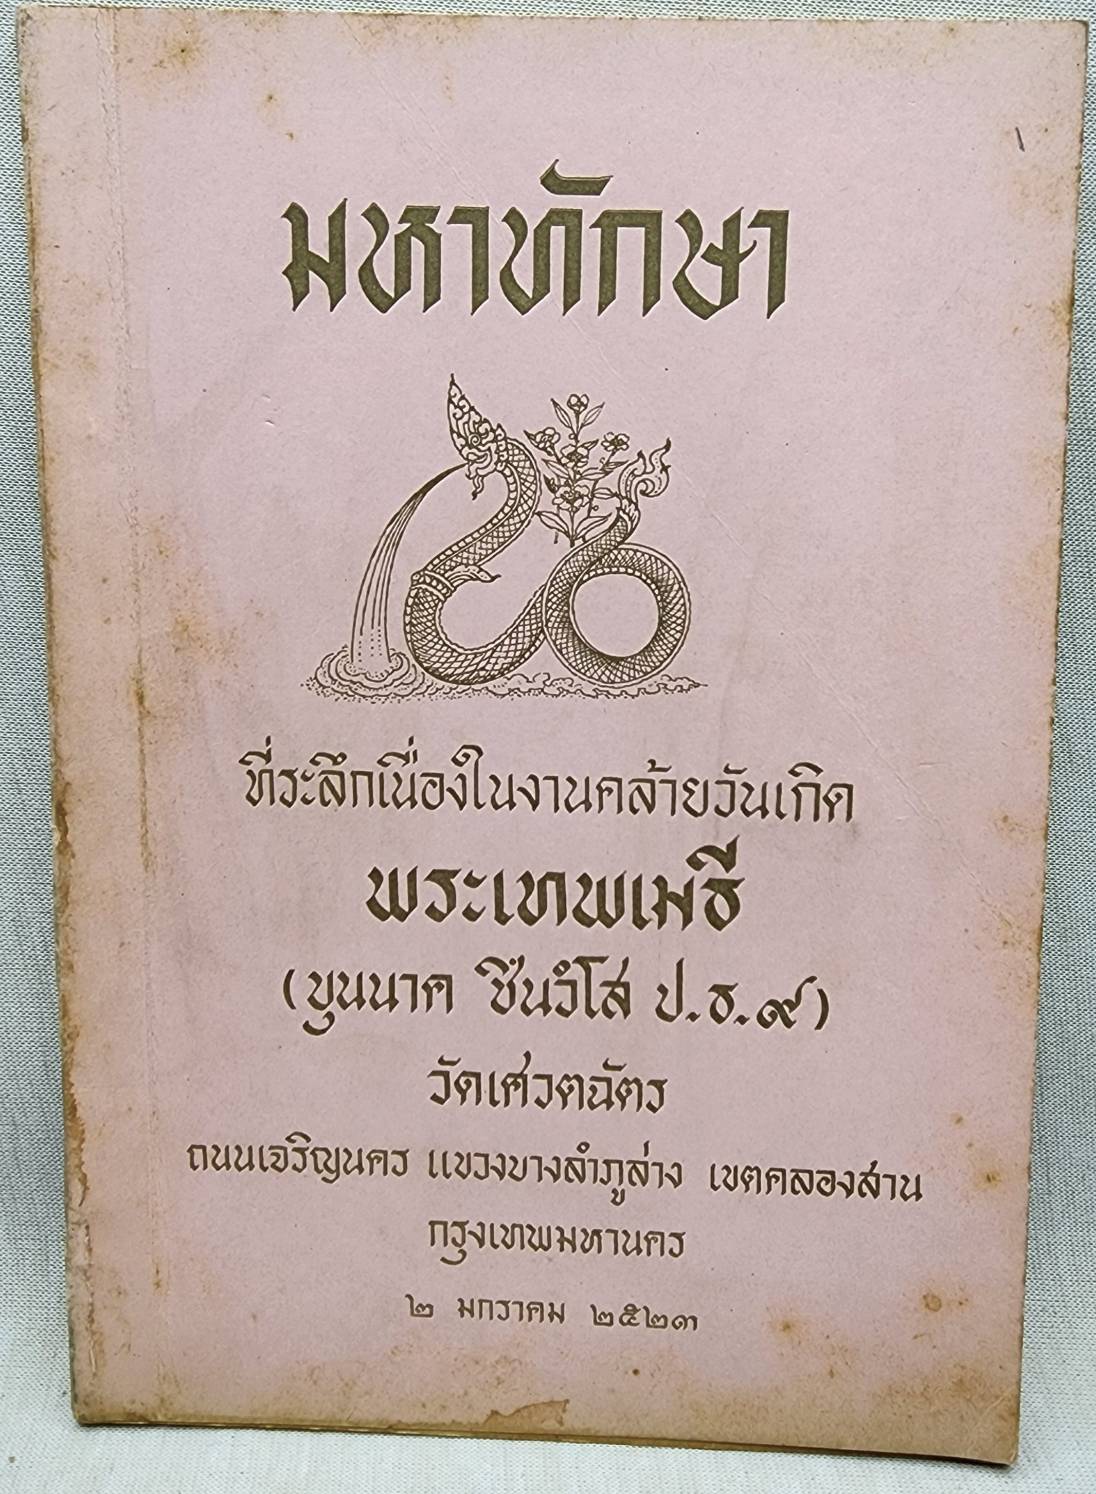 มหาทักษา
ที่ระลึกเนื่องในงานคล้ายวันเกิด
พระเทพเมธี
(ขุนนาค ชินวํโส ป.ธ.๙)
วัดเศวตฉัตร
ถนนเจริญนคร แขวงบางลำภูล่าง เขตคลองสาน
กรุงเทพมหานคร
๒ มกราคม ๒๕๒๓